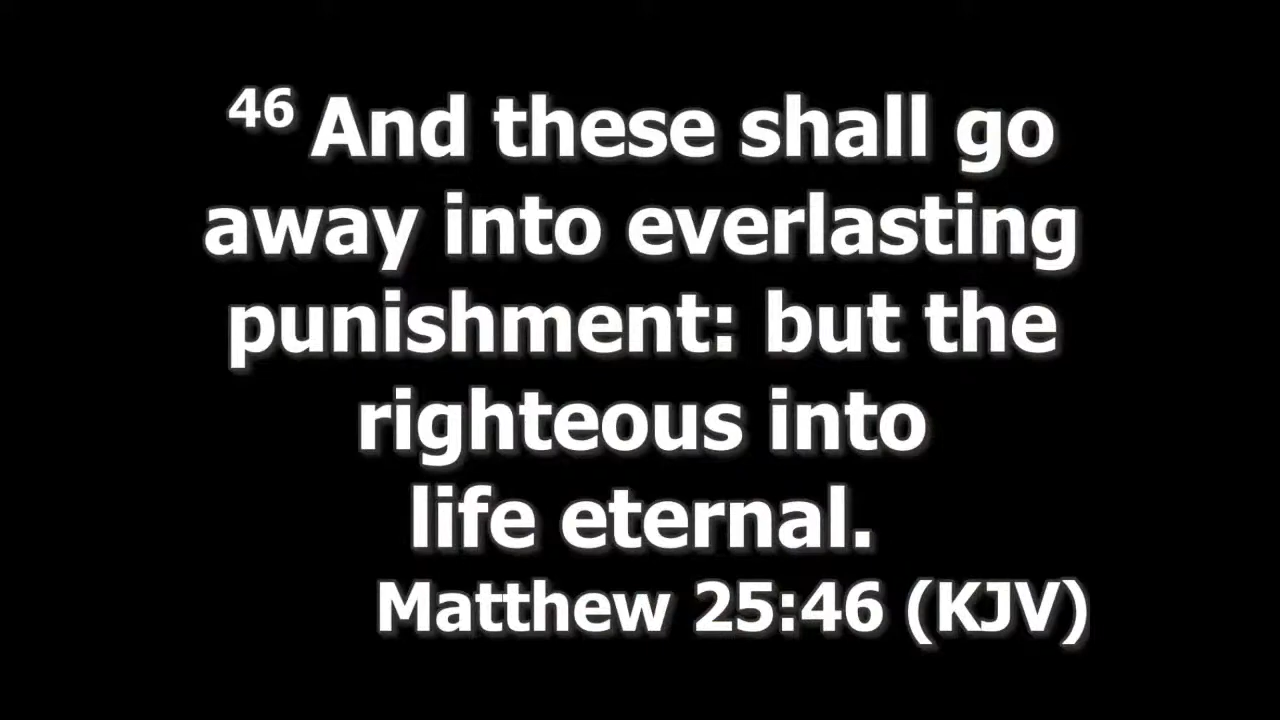 46 And these shall go
away into everlasting
punishment: but the
righteous into
life eternal.
Matthew 25:46 (KJV)